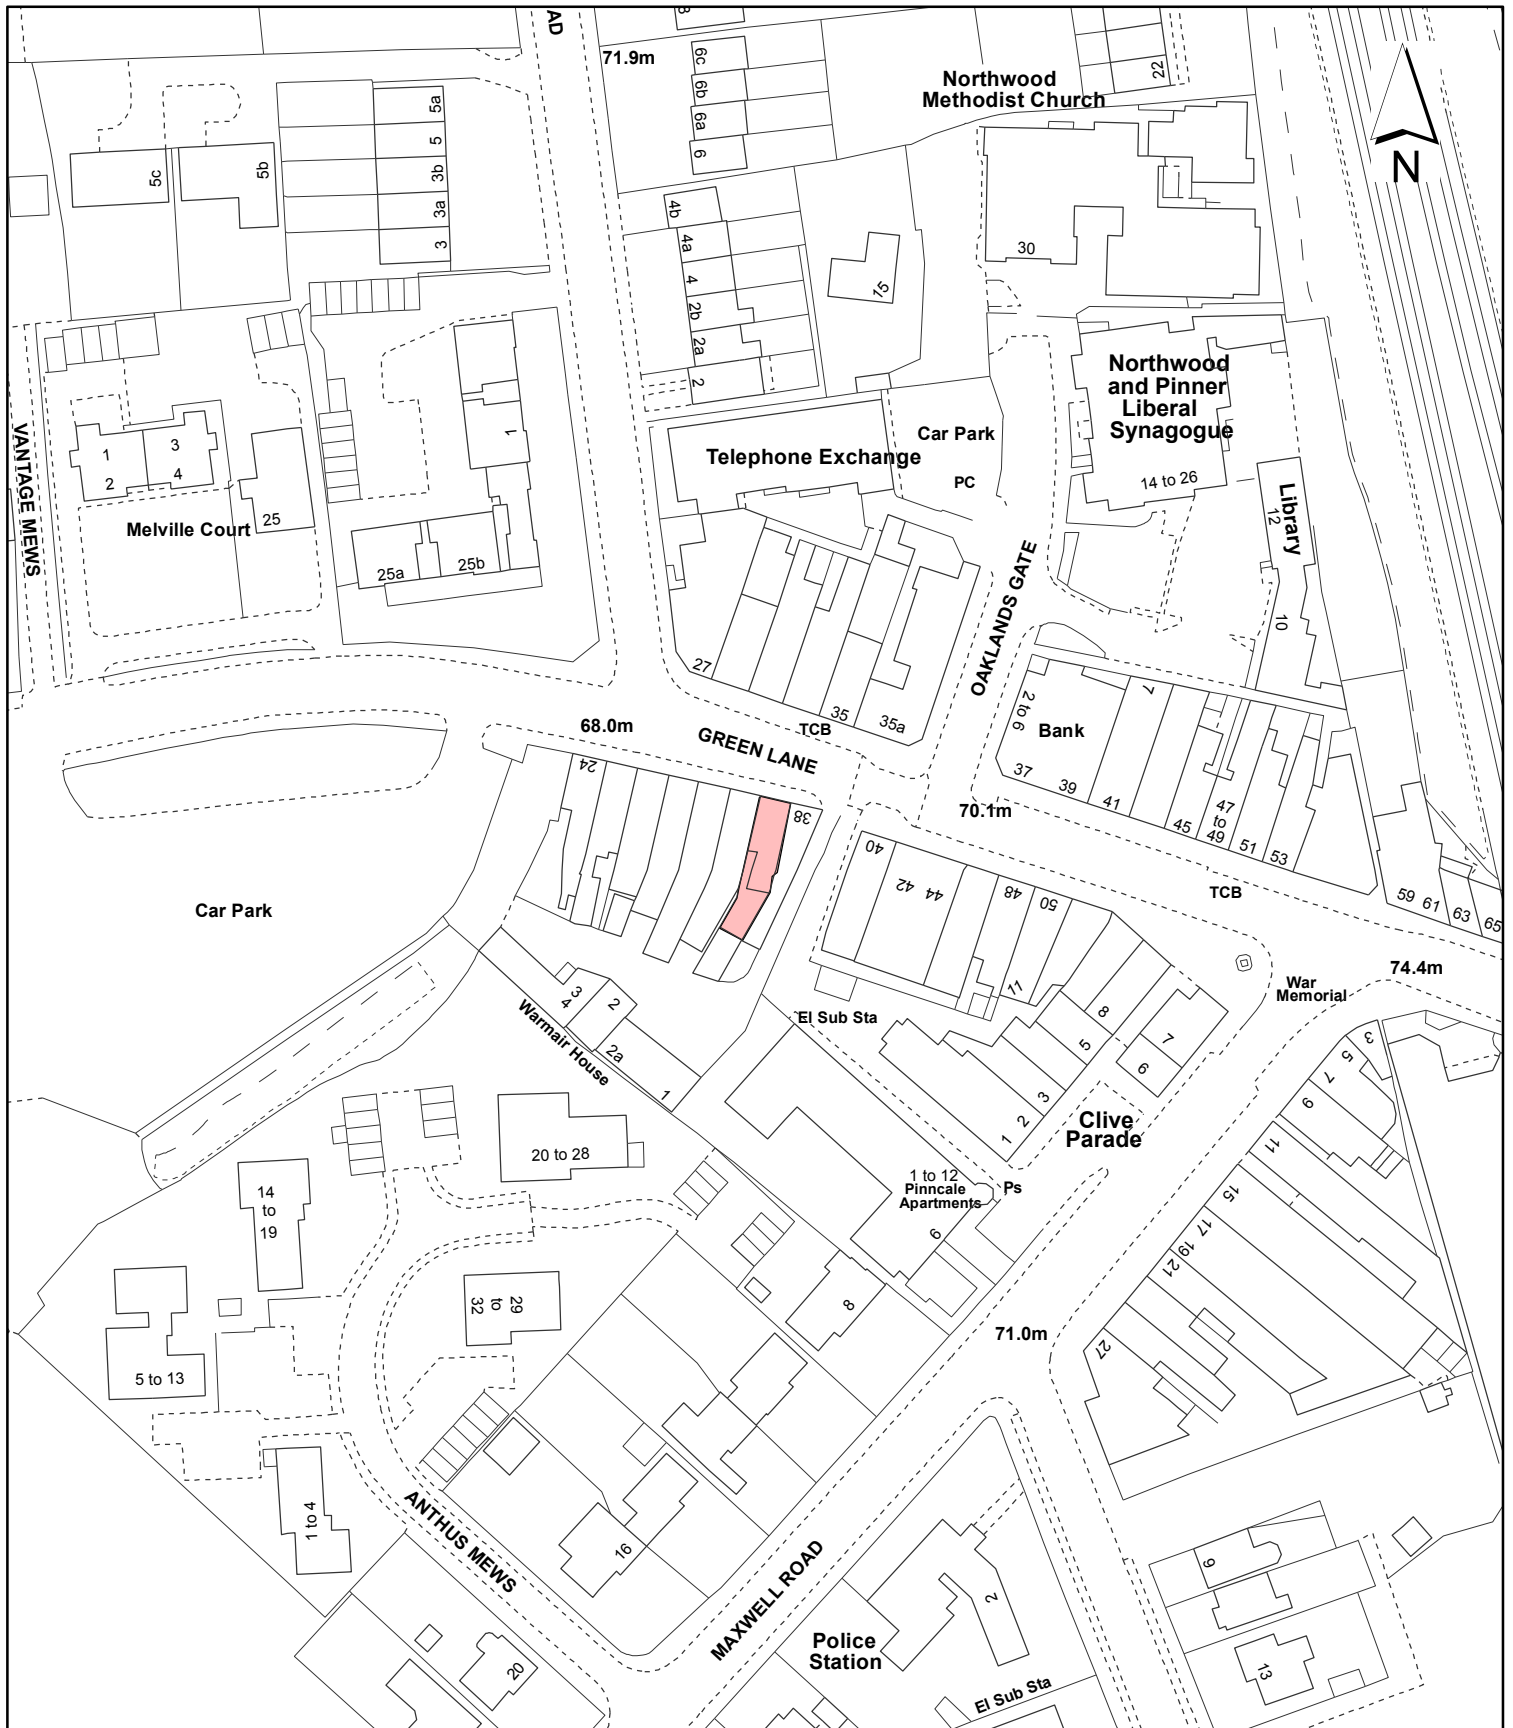 AD
8
71.9m
6c
6b
6a
6
22
Northwood
Methodist Church
N
5a
5
3b
3a
3
5c
5b
4b
4a
4
2b
2a
2
15
30
Northwood
and Pinner
Liberal
Synagogue
14 to 26
Car Park
PC
Telephone Exchange
Library
12
10
VANTAGE MEWS
1
2
3
4
Melville Court
25
25a
25b
1
OAKLANDS GATE
27
35
35a
TCB
68.0m
GREEN LANE
24
38
2 to 6
Bank
7
37
39
41
45
47
to
49
51
53
59
61
63
65
70.1m
TCB
40
42
44
48
50
11
Car Park
74.4m
War
Memorial
3
4
2
2a
1
Warmair House
El Sub Sta
8
5
7
6
3
2
1
Clive
Parade
3
5
7
9
11
15
17
19
21
27
20 to 28
14
to
19
29
to
32
5 to 13
1 to 4
1 to 12
Pinncale
Apartments
Ps
9
8
71.0m
16
20
ANTHUS MEWS
MAXWELL ROAD
Police
Station
2
El Sub Sta
9
13